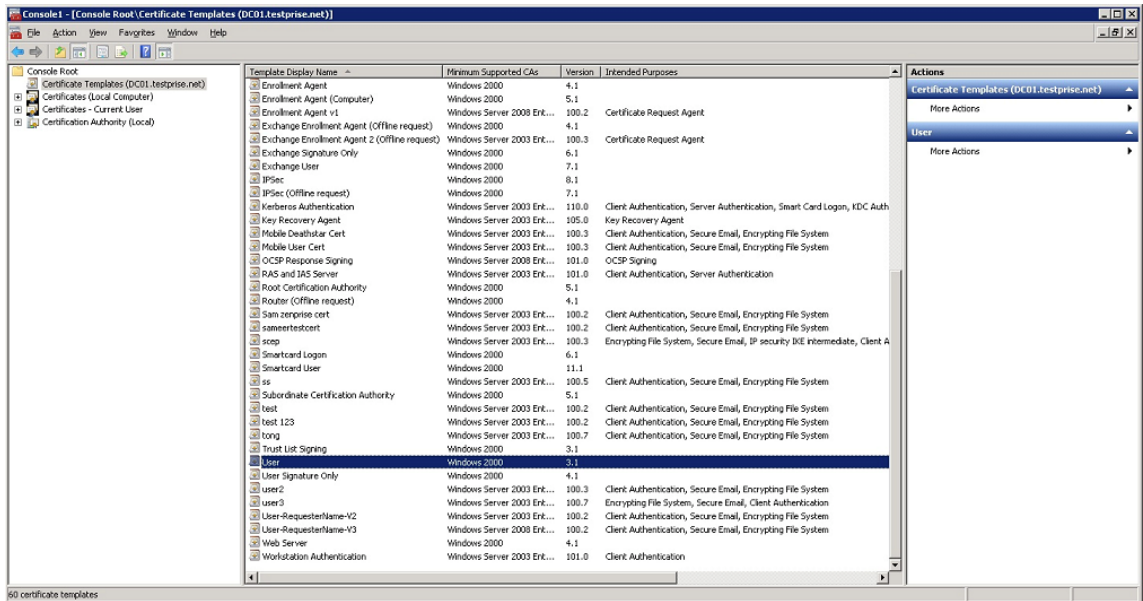 Console1 - [Console Root\Certificate Templates (DC01.testprise.net)]
File Action View Favorites Window Help
Console Root
Certificate Templates (DC01.testprise.net)
Certificates (Local Computer)
Certificates - Current User
Certification Authority (Local)
Template Display Name Minimum Supported CAs Version Intended Purposes
Enrollment Agent Windows 2000 4.1
Enrollment Agent (Computer) Windows 2000 5.1
Enrollment Agent v1 Windows Server 2008 Ent... 100.2 Certificate Request Agent
Exchange Enrollment Agent (Offline request) Windows 2000 4.1
Exchange Enrollment Agent 2 (Offline request) Windows Server 2003 Ent... 100.3 Certificate Request Agent
Exchange Signature Only Windows 2000 6.1
Exchange User Windows 2000 7.1
IPSec Windows 2000 8.1
IPSec (Offline request) Windows 2000 7.1
Kerberos Authentication Windows Server 2003 Ent... 110.0 Client Authentication, Server Authentication, Smart Card Logon, KDC Auth
Key Recovery Agent Windows Server 2003 Ent... 105.0 Key Recovery Agent
Mobile Deathstar Cert Windows Server 2003 Ent... 100.3 Client Authentication, Secure Email, Encrypting File System
Mobile User Cert Windows Server 2003 Ent... 100.3 Client Authentication, Secure Email, Encrypting File System
OCSP Response Signing Windows Server 2008 Ent... 101.0 OCSP Signing
RAS and IAS Server Windows Server 2003 Ent... 101.0 Client Authentication, Server Authentication
Root Certification Authority Windows 2000 5.1
Router (Offline request) Windows 2000 4.1
Sam zenprise cert Windows Server 2003 Ent... 100.2 Client Authentication, Secure Email, Encrypting File System
sameertestcert Windows Server 2003 Ent... 100.2 Client Authentication, Secure Email, Encrypting File System
scep Windows Server 2003 Ent... 100.3 Encrypting File System, Secure Email, IP security IKE intermediate, Client A
Smartcard Logon Windows 2000 6.1
Smartcard User Windows 2000 11.1
ss Windows Server 2003 Ent... 100.5 Client Authentication, Secure Email, Encrypting File System
Subordinate Certification Authority Windows 2000 5.1
test Windows Server 2003 Ent... 100.2 Client Authentication, Secure Email, Encrypting File System
test 123 Windows Server 2003 Ent... 100.2 Client Authentication, Secure Email, Encrypting File System
tong Windows Server 2003 Ent... 100.7 Client Authentication, Secure Email, Encrypting File System
Trust List Signing Windows 2000 3.1
User Windows 2000 3.1
User Signature Only Windows 2000 4.1
user2 Windows Server 2003 Ent... 100.3 Client Authentication, Secure Email, Encrypting File System
user3 Windows Server 2003 Ent... 100.7 Encrypting File System, Secure Email, Client Authentication
User-RequesterName-V2 Windows Server 2003 Ent... 100.2 Client Authentication, Secure Email, Encrypting File System
User-RequesterName-V3 Windows Server 2008 Ent... 100.2 Client Authentication, Secure Email, Encrypting File System
Web Server Windows 2000 4.1
Workstation Authentication Windows Server 2003 Ent... 101.0 Client Authentication
Actions
Certificate Templates (DC01.testprise.net)
More Actions
User
More Actions
60 certificate templates